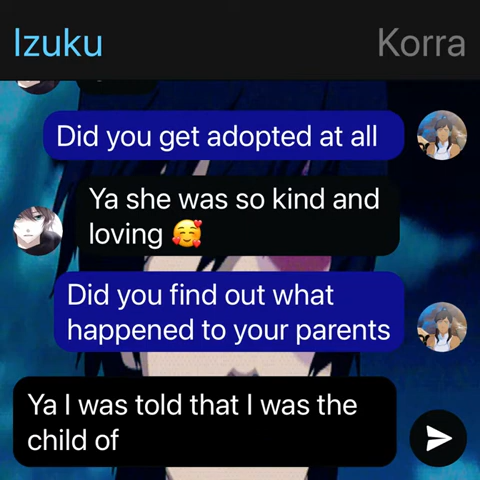 Izuku Korra
Did you get adopted at all
Ya she was so kind and
loving 🥰
Did you find out what
happened to your parents
Ya I was told that I was the
child of